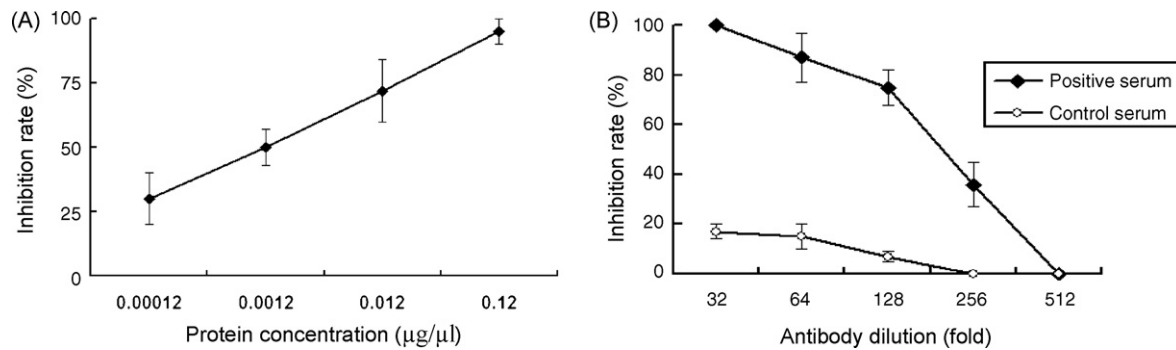 (A)
Inhibition rate (%)
100
75
50
25
0
0.00012 0.0012 0.012 0.12
Protein concentration (µg/µl)
(B)
Inhibition rate (%)
100
80
60
40
20
0
32 64 128 256 512
Antibody dilution (fold)
Positive serum
Control serum